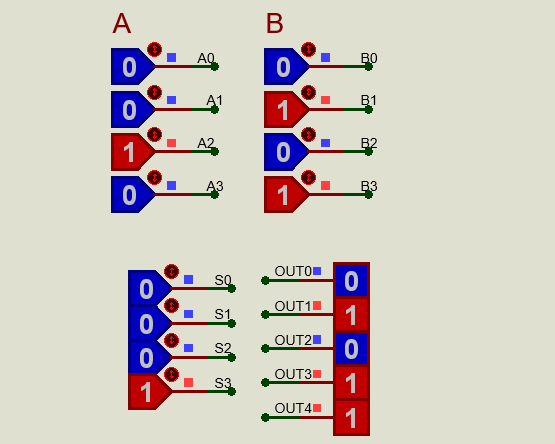 A B
0 A0 0 B0
0 A1 1 B1
1 A2 0 B2
0 A3 1 B3
0 S0 OUT0 0
0 S1 OUT1 1
0 S2 OUT2 0
1 S3 OUT3 1
OUT4 1